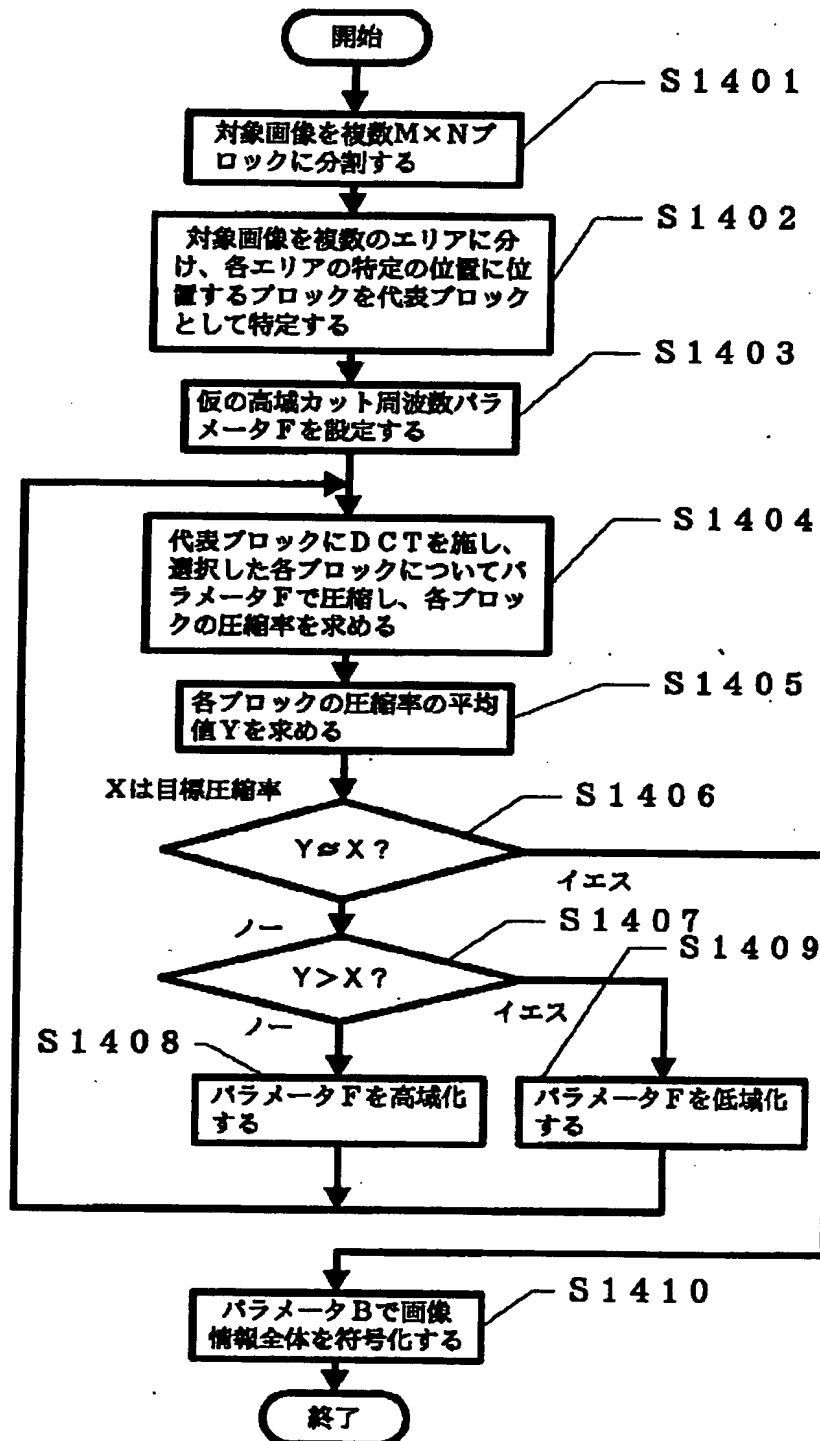 開始
S1401
対象画像を複数M×Nブ
ロックに分割する
S1402
対象画像を複数のエリアに分
け、各エリアの特定の位置に位
置するブロックを代表ブロック
として特定する
S1403
仮の高域カット周波数パラ
メータFを設定する
S1404
代表ブロックにDCTを施し、
選択した各ブロックについてパ
ラメータFで圧縮し、各ブロッ
クの圧縮率を求める
S1405
各ブロックの圧縮率の平均
値Yを求める
Xは目標圧縮率
S1406
Y≈X?
イエス
ノー
S1407
S1409
Y>X?
イエス
ノー
S1408
パラメータFを高域化
する
パラメータFを低域化
する
S1410
パラメータBで画像
情報全体を符号化する
終了